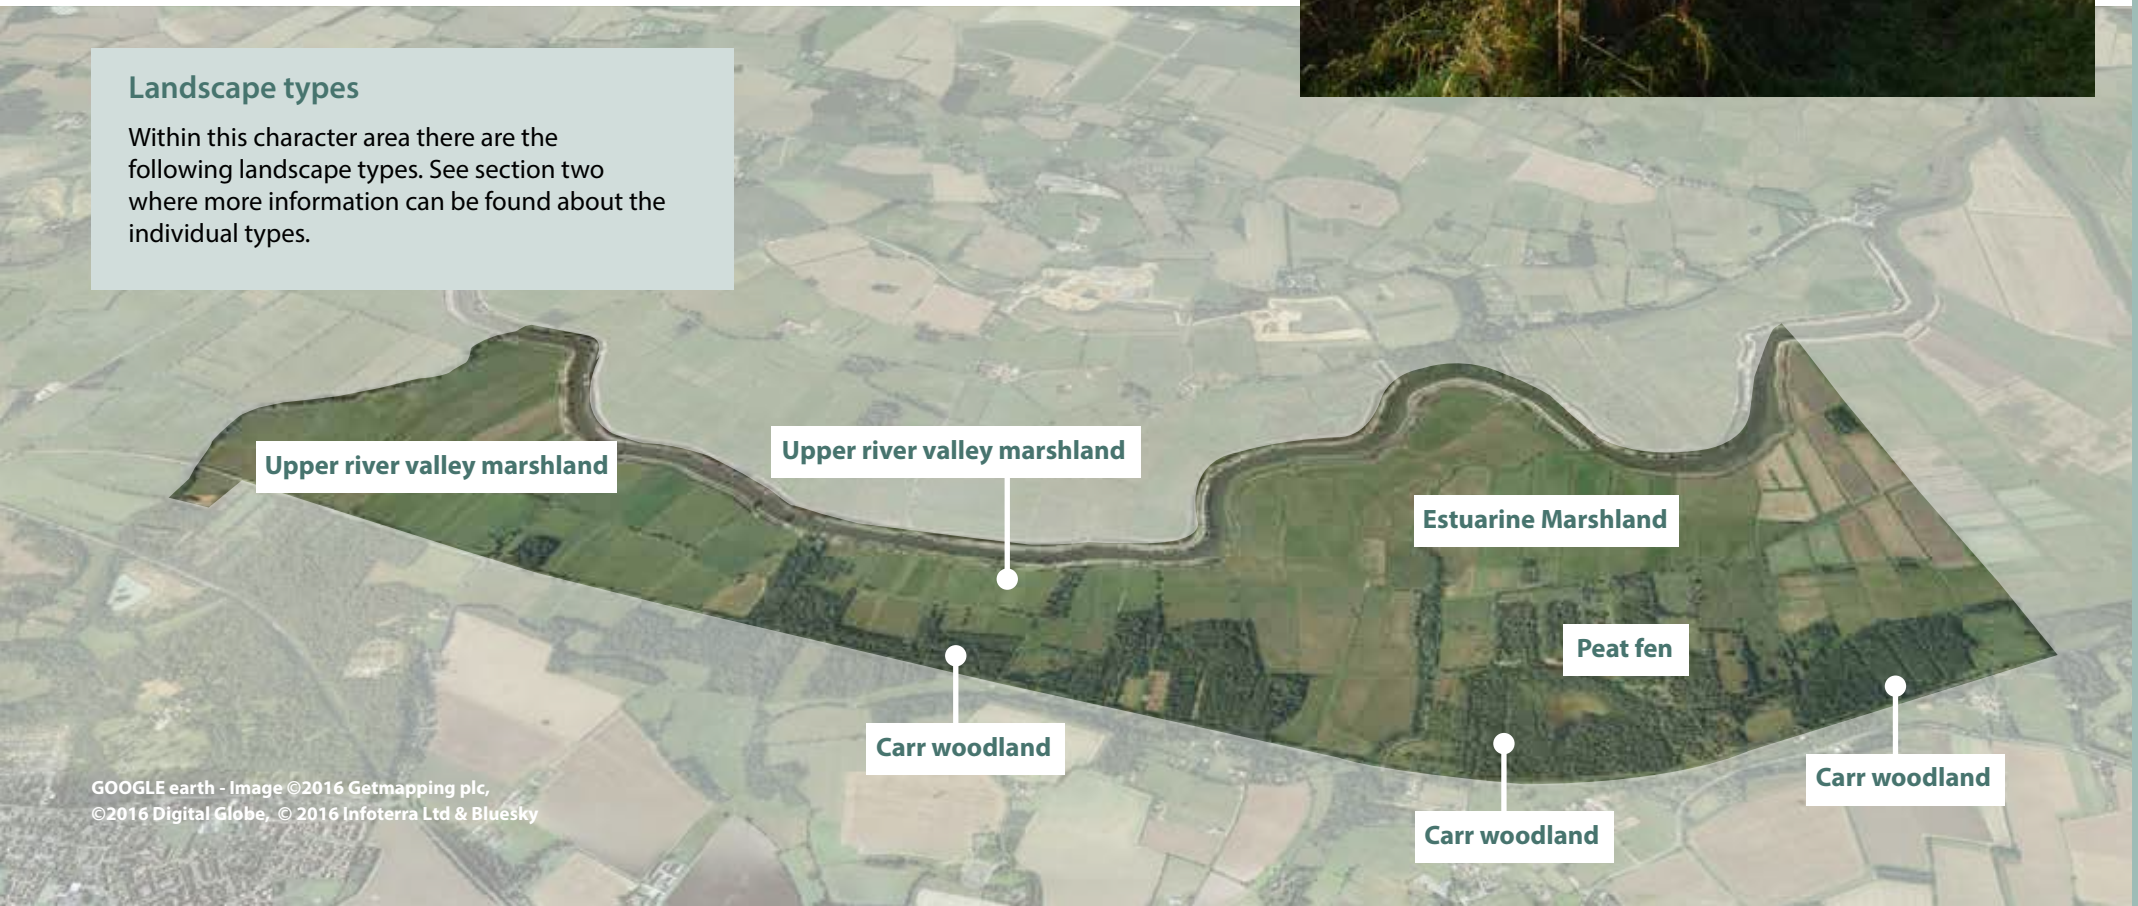 Landscape types
Within this character area there are the
following landscape types. See section two
where more information can be found about the
individual types.
Upper river valley marshland
Upper river valley marshland
Estuarine Marshland
Peat fen
Carr woodland
Carr woodland
Carr woodland
GOOGLE earth - Image ©2016 Getmapping plc,
©2016 Digital Globe,  © 2016 Infoterra Ltd & Bluesky